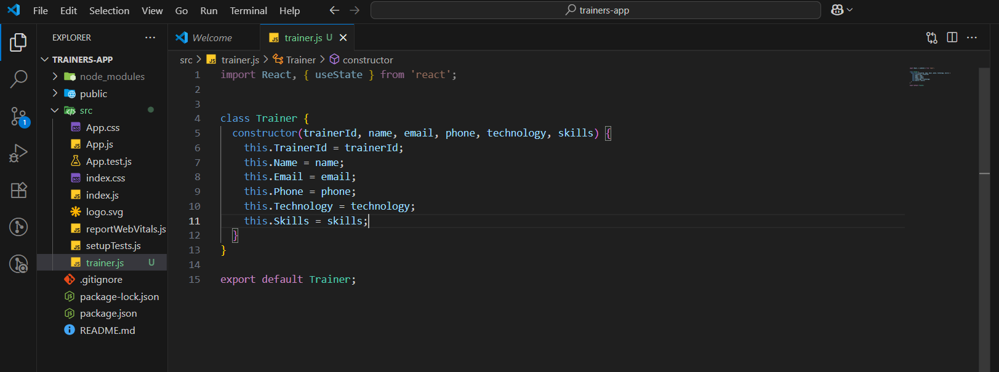 File Edit Selection View Go Run Terminal Help
trainers-app
EXPLORER
Welcome
trainer.js U
TRAINERS-APP
node_modules
public
src
App.css
App.js
App.test.js
index.css
index.js
logo.svg
reportWebVitals.js
setupTests.js
trainer.js U
.gitignore
package-lock.json
package.json
README.md
1
src > trainer.js > Trainer > constructor
1 import React, { useState } from 'react';
2
3
4 class Trainer {
5 constructor(trainerId, name, email, phone, technology, skills) {
6 this.TrainerId = trainerId;
7 this.Name = name;
8 this.Email = email;
9 this.Phone = phone;
10 this.Technology = technology;
11 this.Skills = skills;
12 }
13 }
14
15 export default Trainer;